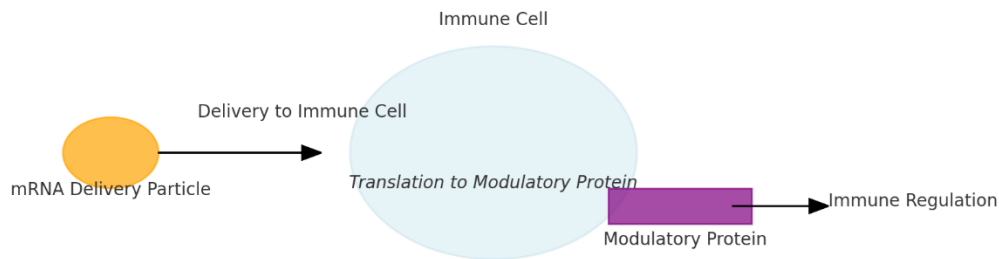 Immune Cell
Delivery to Immune Cell
mRNA Delivery Particle
Translation to Modulatory Protein
Immune Regulation
Modulatory Protein